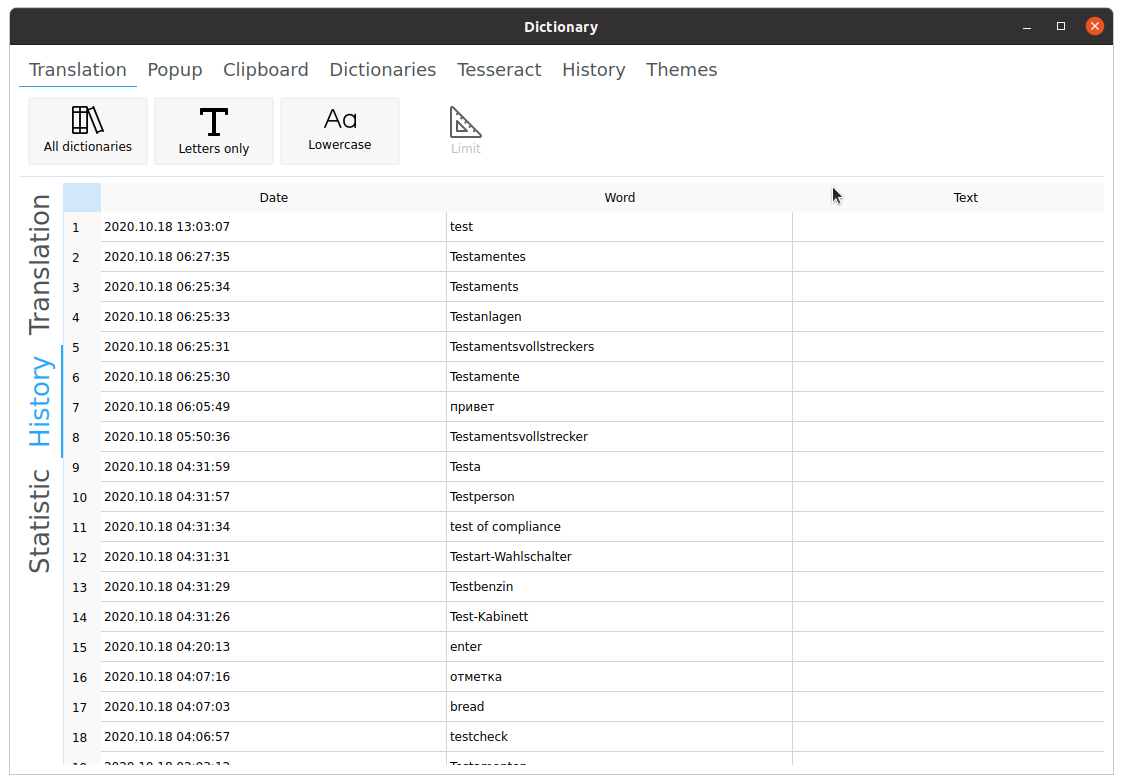 Dictionary
Translation Popup Clipboard Dictionaries Tesseract History Themes
All dictionaries Letters only Lowercase Limit
Translation
History
Statistic
Date Word Text
1 2020.10.18 13:03:07 test
2 2020.10.18 06:27:35 Testamentes
3 2020.10.18 06:25:34 Testaments
4 2020.10.18 06:25:33 Testanlagen
5 2020.10.18 06:25:31 Testamentsvollstreckers
6 2020.10.18 06:25:30 Testamente
7 2020.10.18 06:05:49 привет
8 2020.10.18 05:50:36 Testamentsvollstrecker
9 2020.10.18 04:31:59 Testa
10 2020.10.18 04:31:57 Testperson
11 2020.10.18 04:31:34 test of compliance
12 2020.10.18 04:31:31 Testart-Wahlschalter
13 2020.10.18 04:31:29 Testbenzin
14 2020.10.18 04:31:26 Test-Kabinett
15 2020.10.18 04:20:13 enter
16 2020.10.18 04:07:16 отметка
17 2020.10.18 04:07:03 bread
18 2020.10.18 04:06:57 testcheck